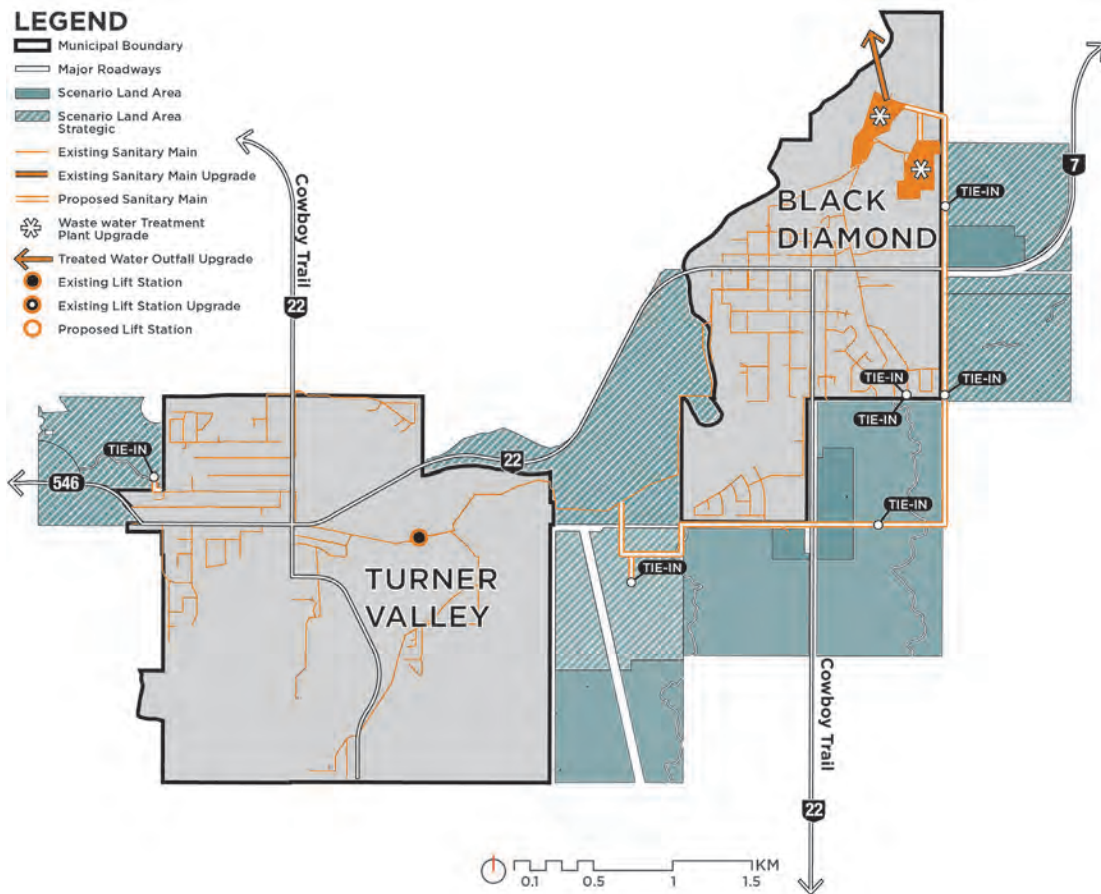 LEGEND
Municipal Boundary
Major Roadways
Scenario Land Area
Scenario Land Area
Strategic
Existing Sanitary Main
Existing Sanitary Main Upgrade
Proposed Sanitary Main
Waste water Treatment
Plant Upgrade
Treated Water Outfall Upgrade
Existing Lift Station
Existing Lift Station Upgrade
Proposed Lift Station
Cowboy Trail
22
7
BLACK
DIAMOND
TIE-IN
TIE-IN
TIE-IN
TIE-IN
TIE-IN
22
546
TIE-IN
TIE-IN
TURNER
VALLEY
Cowboy Trail
22
KM
0.1
0.5
1
1.5